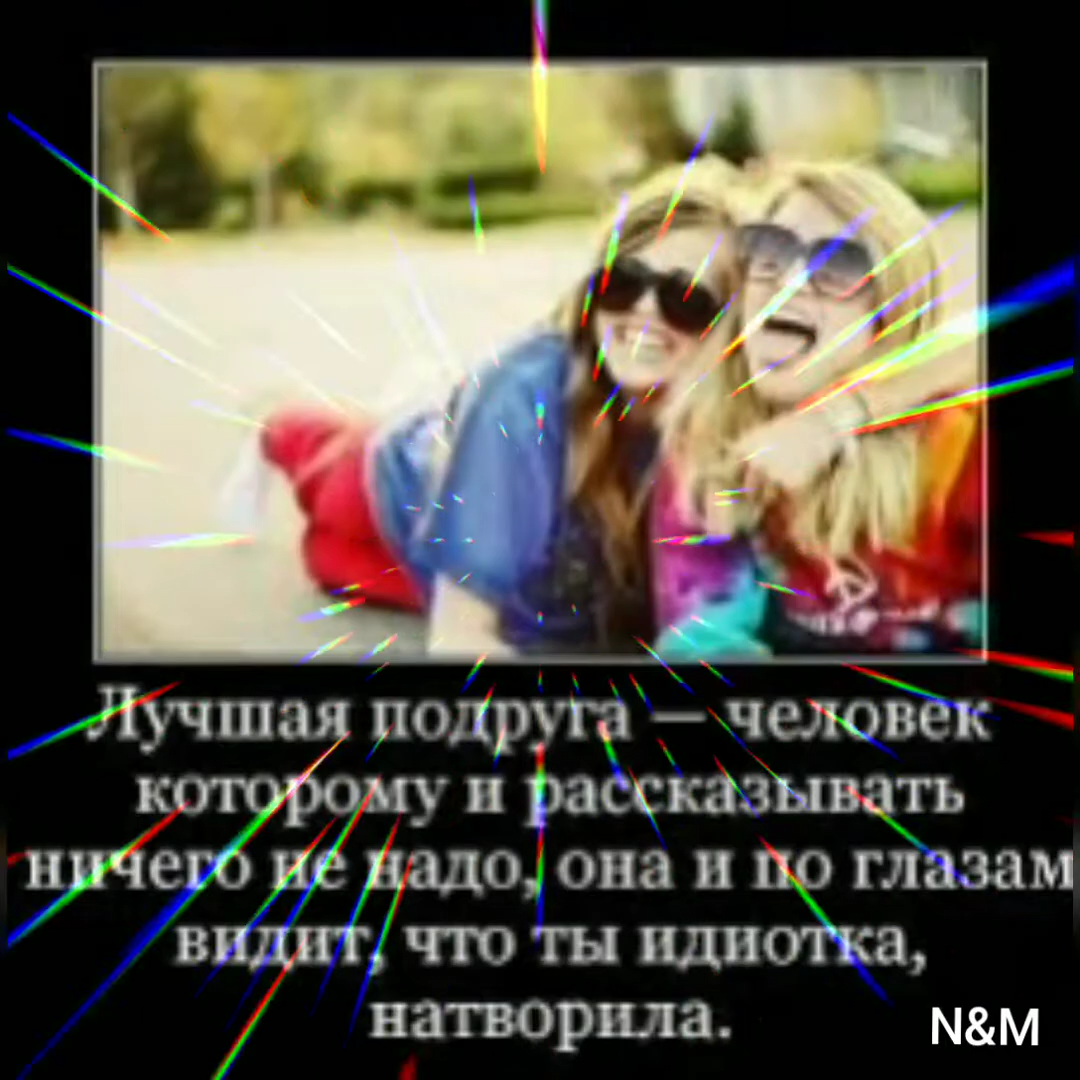 Лучшая подруга — человек
которому и рассказывать
ничего не надо, она и по глазам
видит, что ты идиотка,
натворила.
N&M